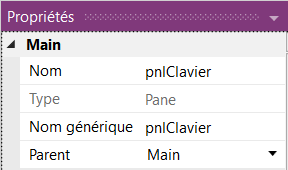 Propriétés
Main
Nom pnlClavier
Type Pane
Nom générique pnlClavier
Parent Main